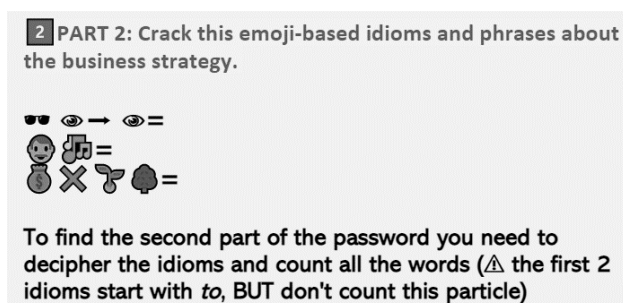 2 PART 2: Crack this emoji-based idioms and phrases about
the business strategy.
🕶 👁 → 👁 =
👨 🎶 =
💰 ❌ 🌱 🌳 =
To find the second part of the password you need to
decipher the idioms and count all the words (⚠ the first 2
idioms start with to, BUT don't count this particle)